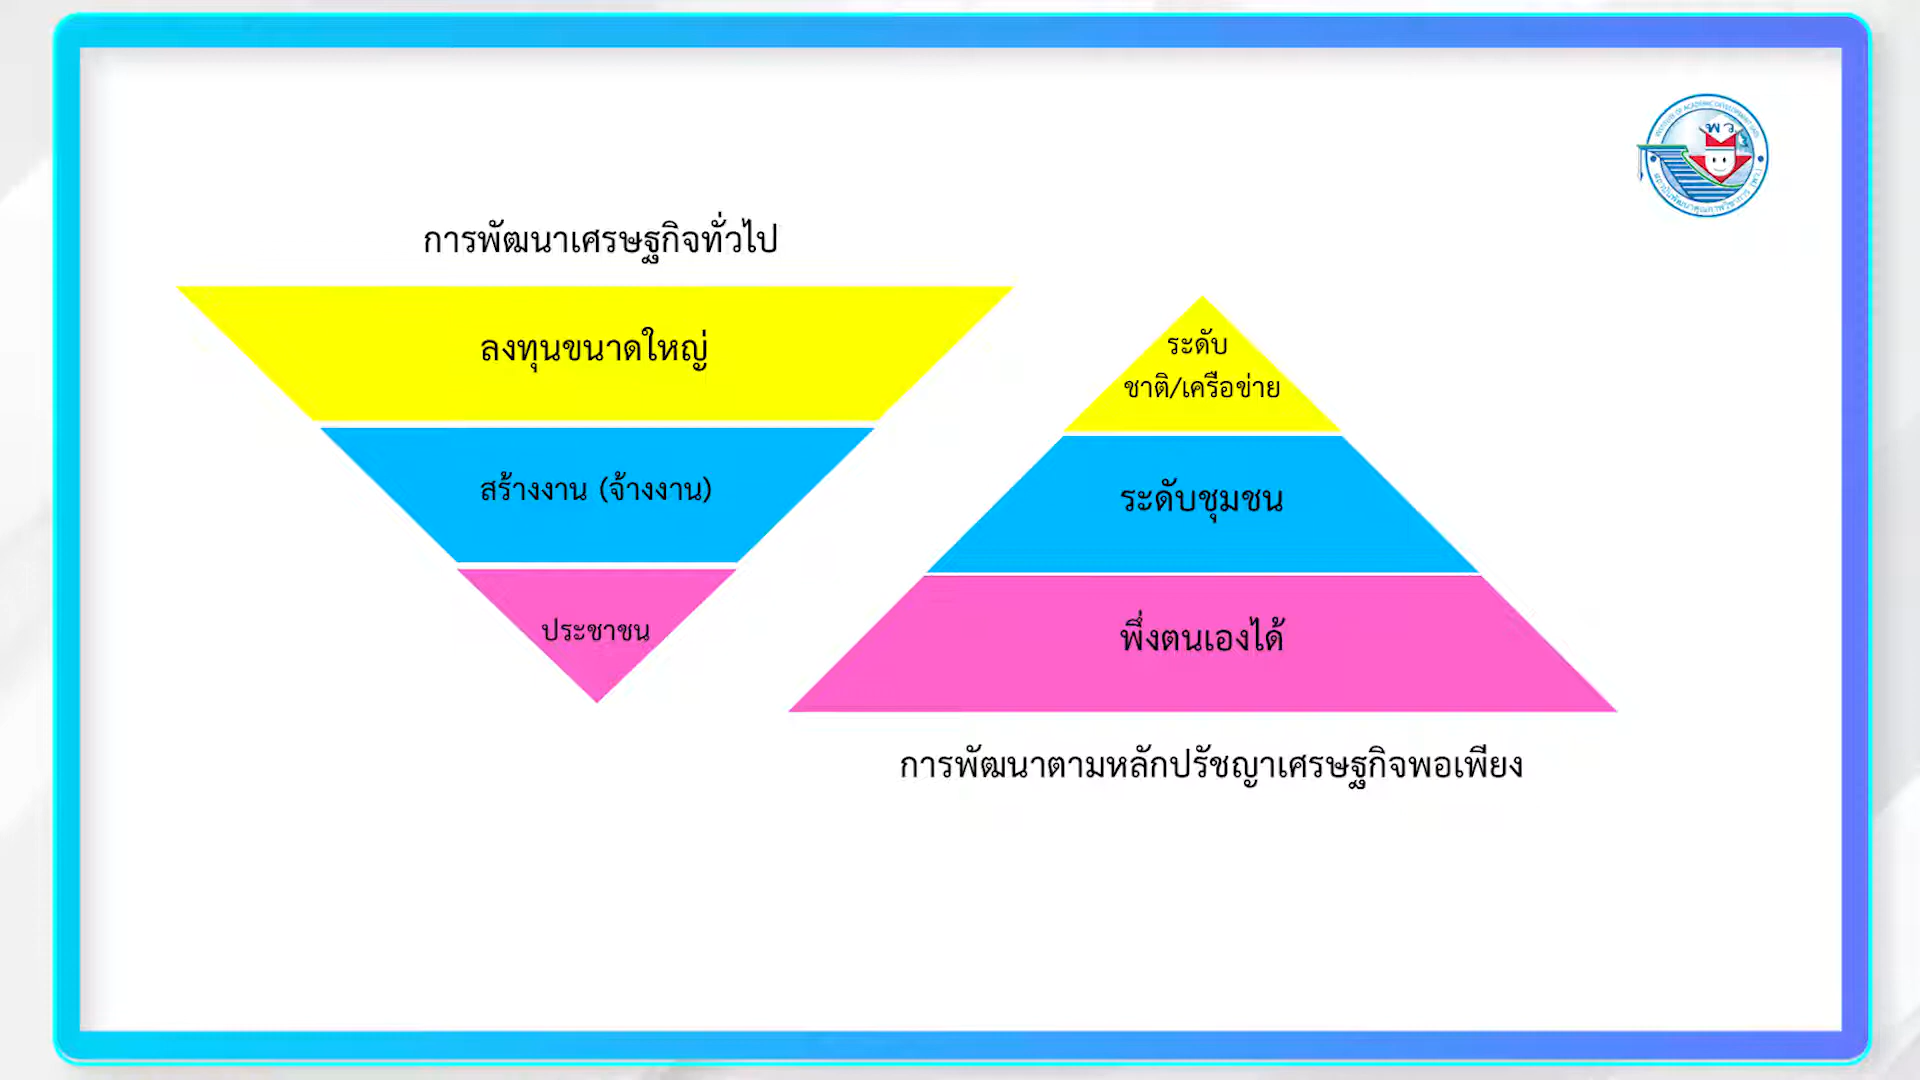 การพัฒนาเศรษฐกิจทั่วไป
ลงทุนขนาดใหญ่
สร้างงาน (จ้างงาน)
ประชาชน
ระดับ
ชาติ/เครือข่าย
ระดับชุมชน
พึ่งตนเองได้
การพัฒนาตามหลักปรัชญาเศรษฐกิจพอเพียง
พว